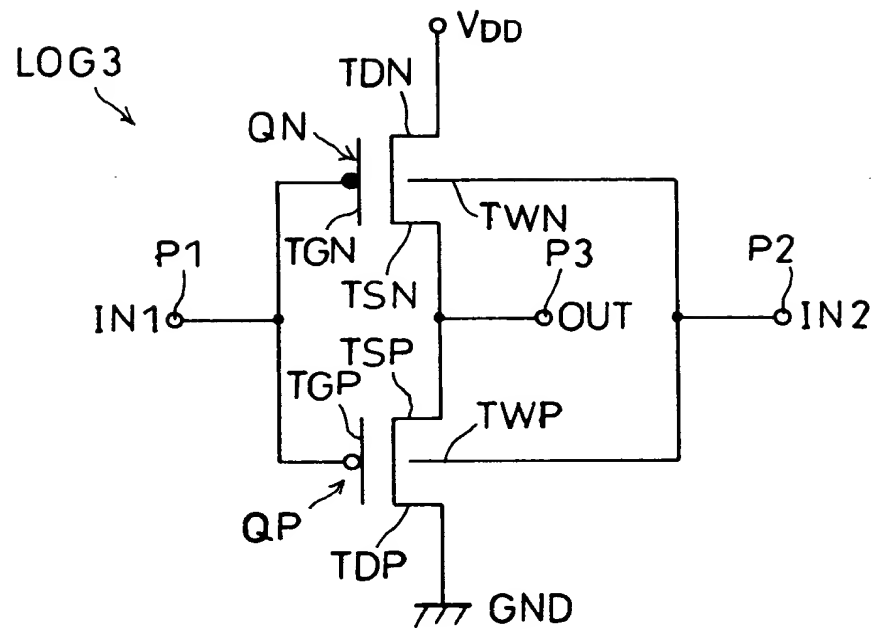 VDD
LOG3
TDN
QN
TWN
TGN
P1
P3
P2
TSN
IN1
OUT
IN2
TSP
TGP
TWP
QP
TDP
GND